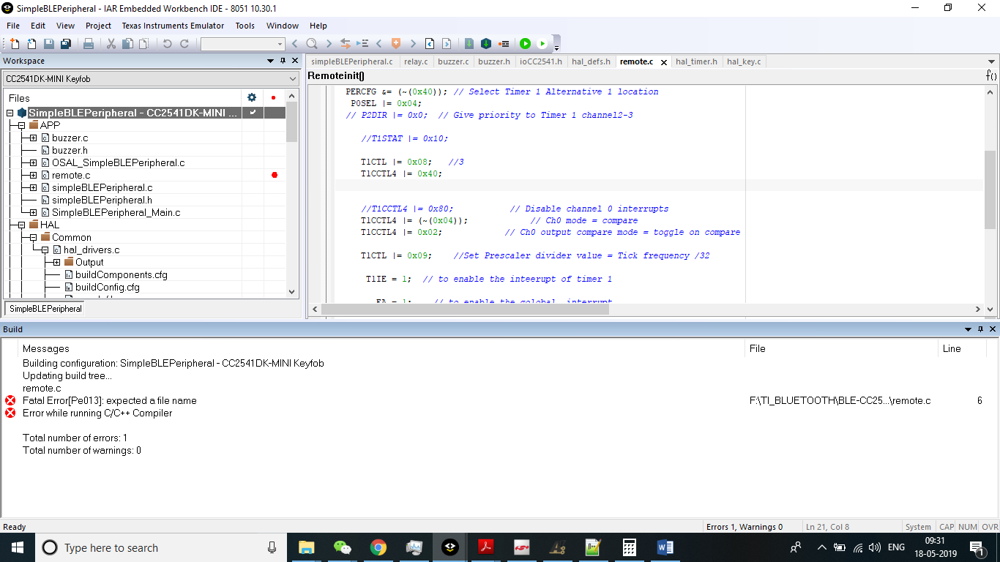 SimpleBLEPeripheral - IAR Embedded Workbench IDE - 8051 10.30.1
File Edit View Project Texas Instruments Emulator Tools Window Help
Workspace
CC2541DK-MINI Keyfob
Files
SimpleBLEPeripheral - CC2541DK-MINI ...
APP
buzzer.c
buzzer.h
OSAL_SimpleBLEPeripheral.c
remote.c
simpleBLEPeripheral.c
simpleBLEPeripheral.h
SimpleBLEPeripheral_Main.c
HAL
Common
hal_drivers.c
Output
buildComponents.cfg
buildConfig.cfg
SimpleBLEPeripheral
simpleBLEPeripheral.c relay.c buzzer.c buzzer.h ioCC2541.h hal_defs.h remote.c hal_timer.h hal_key.c
Remoteinit()
f()
PERCFG &= (~(0x40)); // Select Timer 1 Alternative 1 location
P0SEL |= 0x04;
// P2DIR |= 0x0; // Give priority to Timer 1 channel2-3
//T1STAT |= 0x10;
T1CTL |= 0x08; //3
T1CCTL4 |= 0x40;
//T1CCTL4 |= 0x80; // Disable channel 0 interrupts
T1CCTL4 |= (~(0x04)); // Ch0 mode = compare
T1CCTL4 |= 0x02; // Ch0 output compare mode = toggle on compare
T1CTL |= 0x09; //Set Prescaler divider value = Tick frequency /32
T1IE = 1; // to enable the inteerupt of timer 1
EA = 1; // to enable the golobal interrupt
Build
Messages File Line
Building configuration: SimpleBLEPeripheral - CC2541DK-MINI Keyfob
Updating build tree...
remote.c
Fatal Error[Pe013]: expected a file name F:\TI_BLUETOOTH\BLE-CC25...\remote.c 6
Error while running C/C++ Compiler
Total number of errors: 1
Total number of warnings: 0
Ready Errors 1, Warnings 0 Ln 21, Col 8 System CAP NUM OVR
Type here to search
ENG
09:31
18-05-2019
1